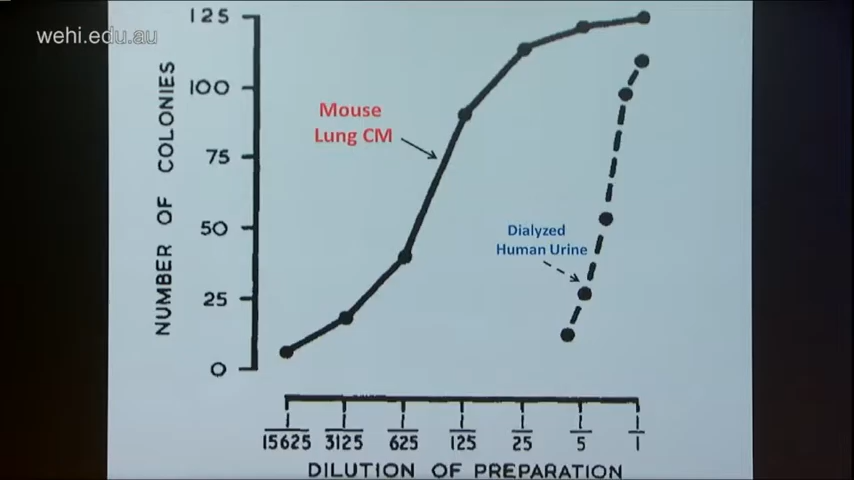 wehi.edu.au
125
100
75
50
25
0
NUMBER OF COLONIES
Mouse
Lung CM
Dialyzed
Human Urine
1/15625 1/3125 1/625 1/125 1/25 1/5 1/1
DILUTION OF PREPARATION